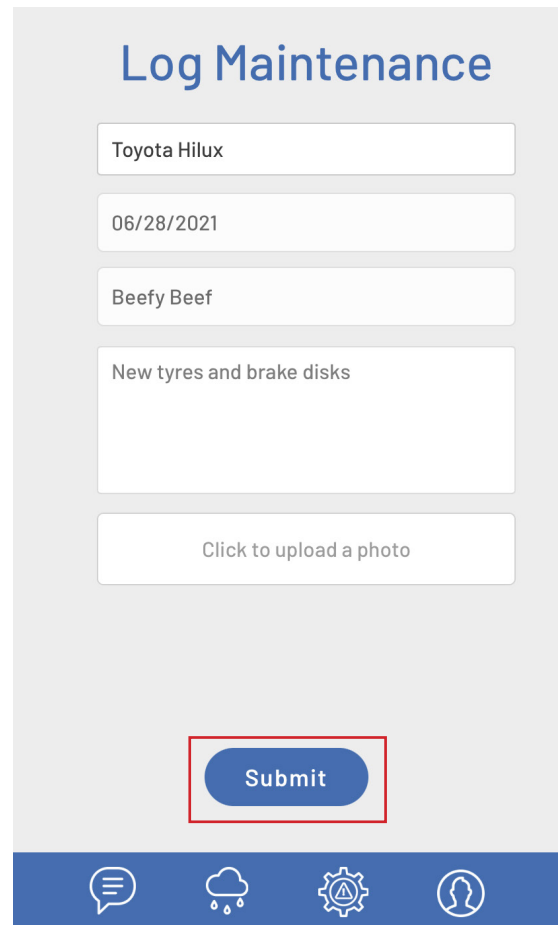 Log Maintenance
Toyota Hilux
06/28/2021
Beefy Beef
New tyres and brake disks
Click to upload a photo
Submit